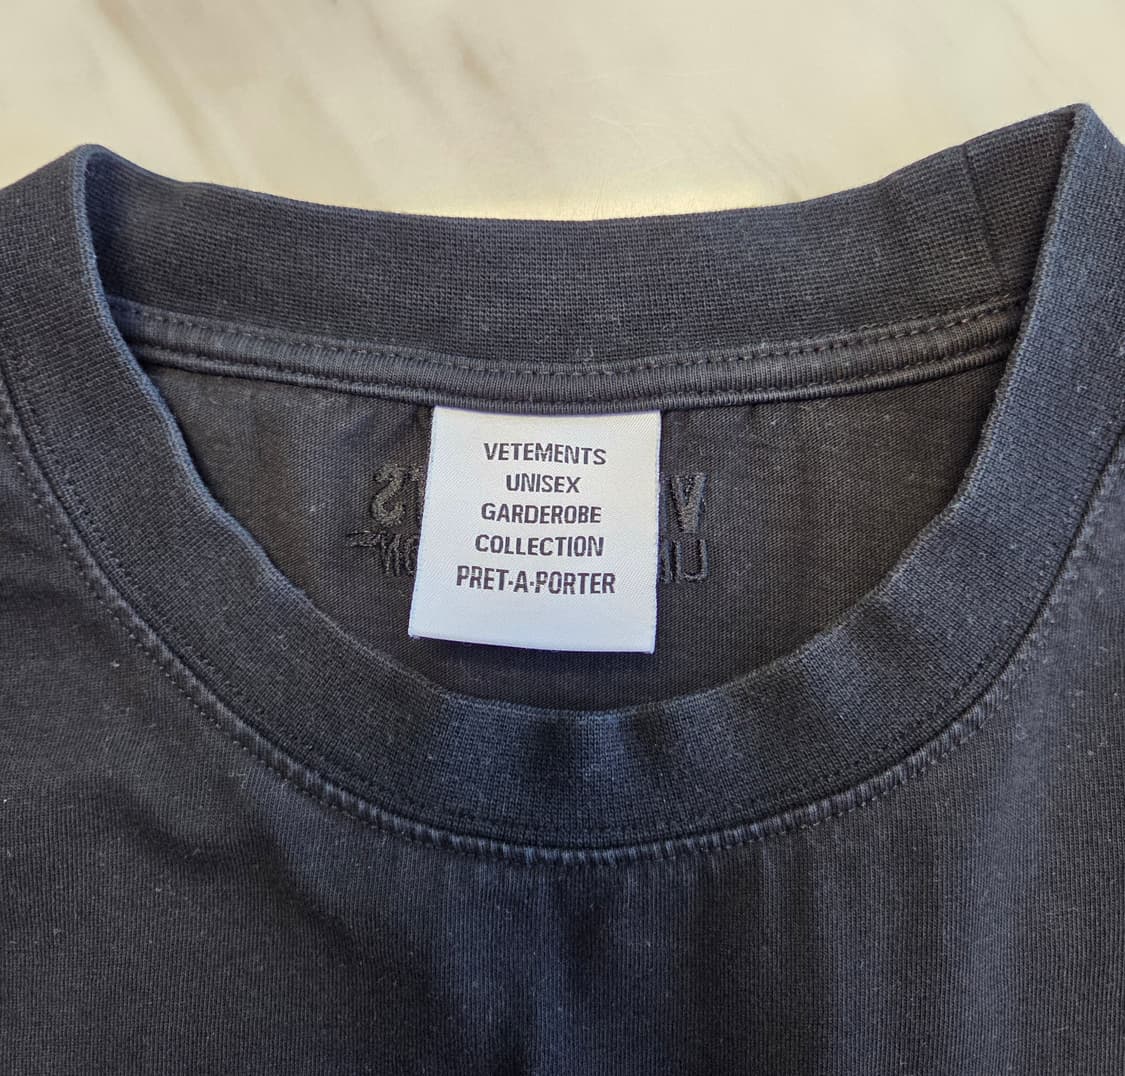 VETEMENTS
UNISEX
GARDEROBE
COLLECTION
PRET-A-PORTER